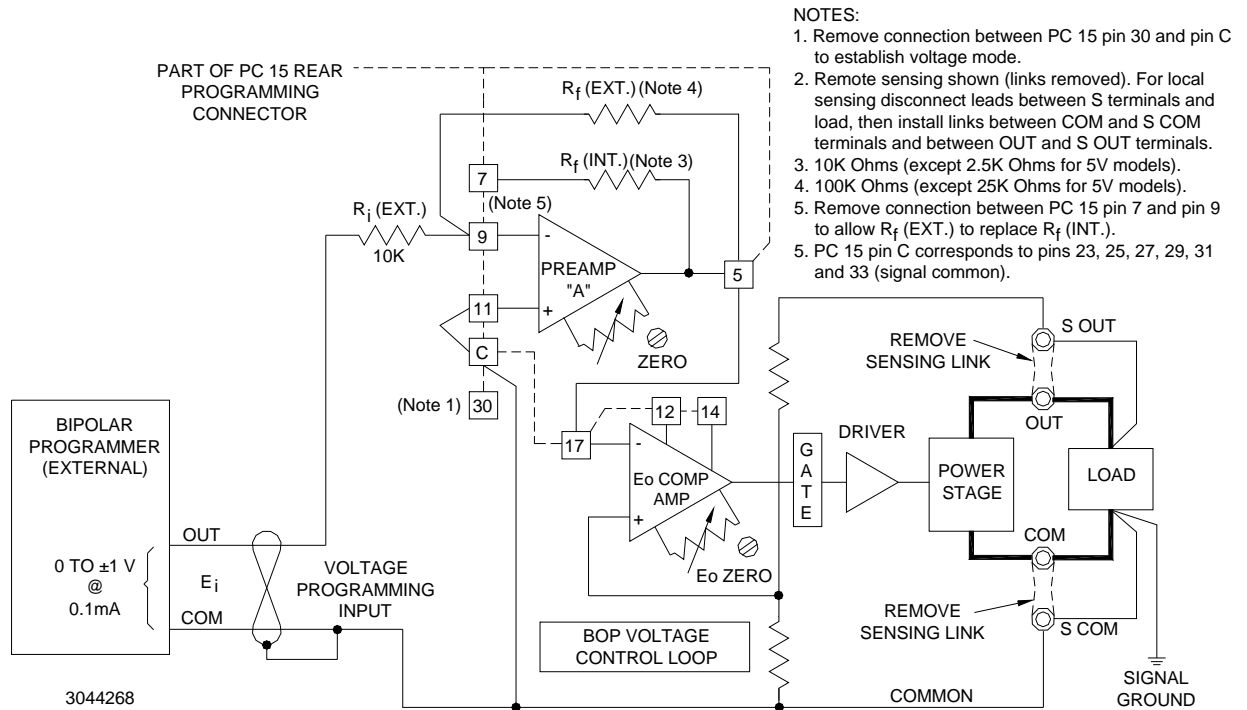 NOTES:
1. Remove connection between PC 15 pin 30 and pin C
to establish voltage mode.
2. Remote sensing shown (links removed). For local
sensing disconnect leads between S terminals and
load, then install links between COM and S COM
terminals and between OUT and S OUT terminals.
3. 10K Ohms (except 2.5K Ohms for 5V models).
4. 100K Ohms (except 25K Ohms for 5V models).
5. Remove connection between PC 15 pin 7 and pin 9
to allow Rf (EXT.) to replace Rf (INT.).
5. PC 15 pin C corresponds to pins 23, 25, 27, 29, 31
and 33 (signal common).
PART OF PC 15 REAR
PROGRAMMING
CONNECTOR
Rf (EXT.) (Note 4)
Rf (INT.) (Note 3)
7
(Note 5)
Ri (EXT.)
10K
9
-
PREAMP
"A"
+
5
11
C
ZERO
(Note 1)
30
S OUT
REMOVE
SENSING LINK
OUT
12
14
17
-
Eo COMP
AMP
+
Eo ZERO
GATE
DRIVER
POWER
STAGE
LOAD
COM
REMOVE
SENSING LINK
S COM
BIPOLAR
PROGRAMMER
(EXTERNAL)
OUT
0 TO ±1 V
@
0.1mA
Ei
COM
VOLTAGE
PROGRAMMING
INPUT
BOP VOLTAGE
CONTROL LOOP
COMMON
SIGNAL
GROUND
3044268